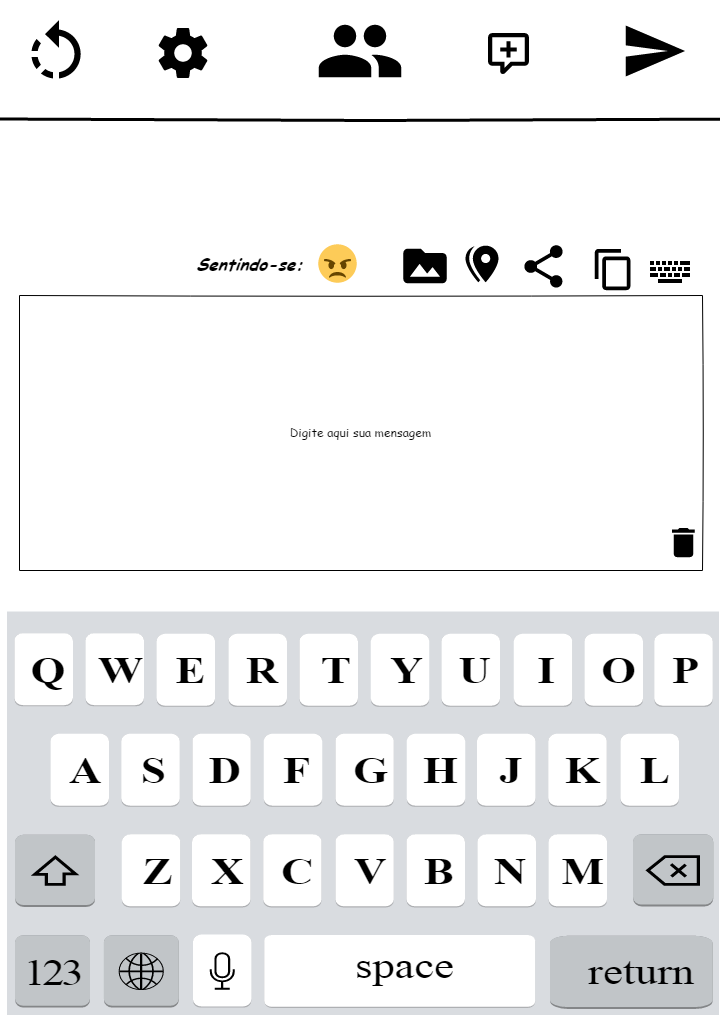 Sentindo-se:
Digite aqui sua mensagem
Q W E R T Y U I O P
A S D F G H J K L
Z X C V B N M
123 space return